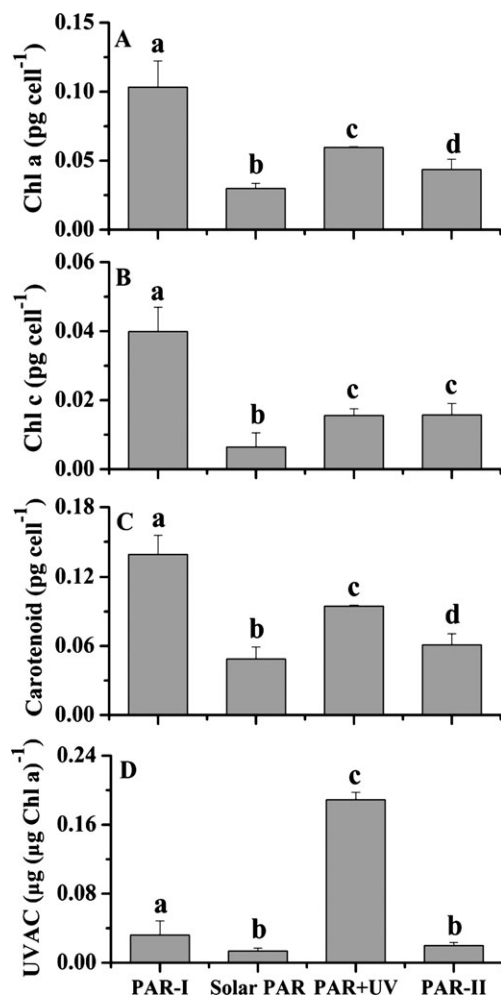 A
Chl a (pg cell⁻¹)
0.15
0.10
0.05
0.00
a
b
c
d
B
Chl c (pg cell⁻¹)
0.06
0.04
0.02
0.00
a
b
c
c
C
Carotenoid (pg cell⁻¹)
0.18
0.12
0.06
0.00
a
b
c
d
D
UVAC (µg (µg Chl a)⁻¹
0.24
0.16
0.08
0.00
a
b
c
b
PAR-I Solar PAR PAR+UV PAR-II